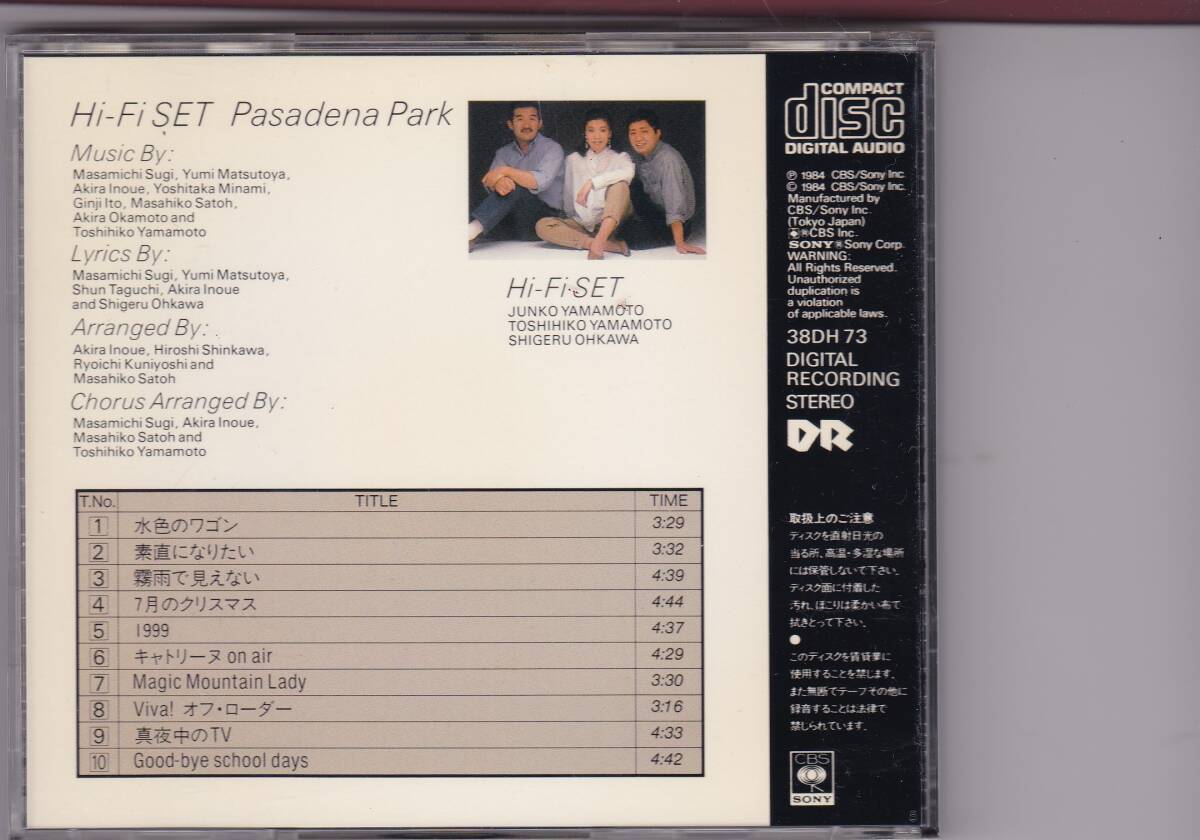 Hi-Fi SET Pasadena Park
Music By:
Masamichi Sugi, Yumi Matsutoya,
Akira Inoue, Yoshitaka Minami,
Ginji Ito, Masahiko Satoh,
Akira Okamoto and
Toshihiko Yamamoto
Lyrics By:
Masamichi Sugi, Yumi Matsutoya,
Shun Taguchi, Akira Inoue
and Shigeru Ohkawa
Arranged By:
Akira Inoue, Hiroshi Shinkawa,
Ryoichi Kuniyoshi and
Masahiko Satoh
Chorus Arranged By:
Masamichi Sugi, Akira Inoue,
Masahiko Satoh and
Toshihiko Yamamoto
Hi-Fi SET
JUNKO YAMAMOTO
TOSHIHIKO YAMAMOTO
SHIGERU OHKAWA
T.No. TITLE TIME
1 水色のワゴン 3:29
2 素直になりたい 3:32
3 霧雨で見えない 4:39
4 7月のクリスマス 4:44
5 1999 4:37
6 キャトリーヌ on air 4:29
7 Magic Mountain Lady 3:30
8 Viva! オフ・ローダー 3:16
9 真夜中のTV 4:33
10 Good-bye school days 4:42
COMPACT
disc
DIGITAL AUDIO
℗ 1984 CBS/Sony Inc.
© 1984 CBS/Sony Inc.
Manufactured by
CBS/Sony Inc.
(Tokyo Japan)
®CBS Inc.
SONY®Sony Corp.
WARNING:
All Rights Reserved.
Unauthorized
duplication is
a violation
of applicable laws.
38DH 73
DIGITAL
RECORDING
STEREO
DR
取扱上のご注意
ディスクを直射日光の
当る所、高温・多湿な場所
には保管しないで下さい。
ディスク面に付着した
汚れ、ほこりは柔かい布で
拭きとって下さい。
●
このディスクを賃貸業に
使用することを禁じます。
また無断でテープその他に
録音することは法律で
禁じられています。
CBS
SONY